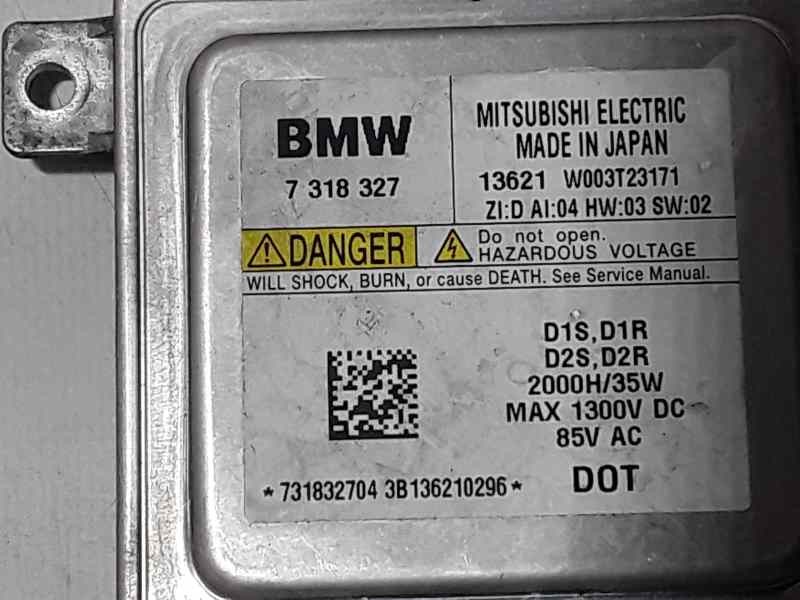 BMW
7 318 327
MITSUBISHI ELECTRIC
MADE IN JAPAN
13621 W003T23171
ZI:D AI:04 HW:03 SW:02
DANGER
Do not open.
HAZARDOUS VOLTAGE
WILL SHOCK, BURN, or cause DEATH. See Service Manual.
D1S,D1R
D2S,D2R
2000H/35W
MAX 1300V DC
85V AC
*731832704 3B136210296*
DOT